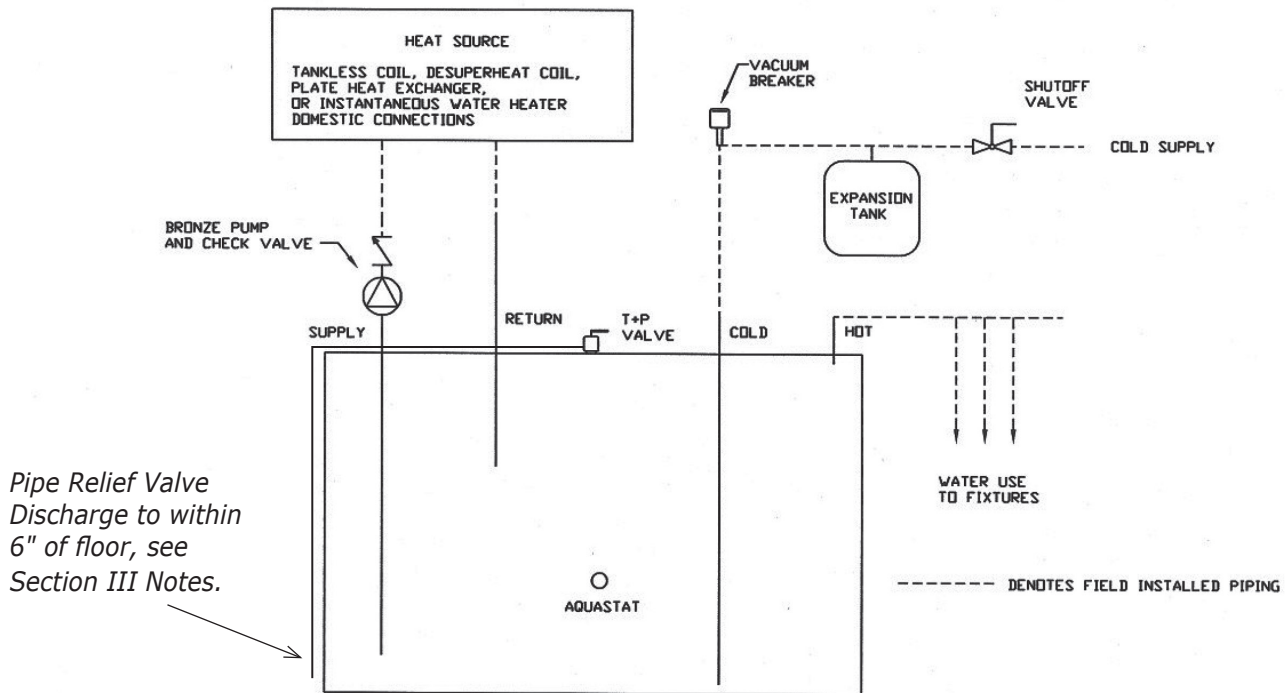 HEAT SOURCE
TANKLESS COIL, DESUPERHEAT COIL,
PLATE HEAT EXCHANGER,
OR INSTANTANEOUS WATER HEATER
DOMESTIC CONNECTIONS
VACUUM
BREAKER
SHUTOFF
VALVE
COLD SUPPLY
EXPANSION
TANK
BRONZE PUMP
AND CHECK VALVE
SUPPLY
RETURN
T+P
VALVE
COLD
HOT
WATER USE
TO FIXTURES
Pipe Relief Valve
Discharge to within
6" of floor, see
Section III Notes.
AQUASTAT
DENOTES FIELD INSTALLED PIPING